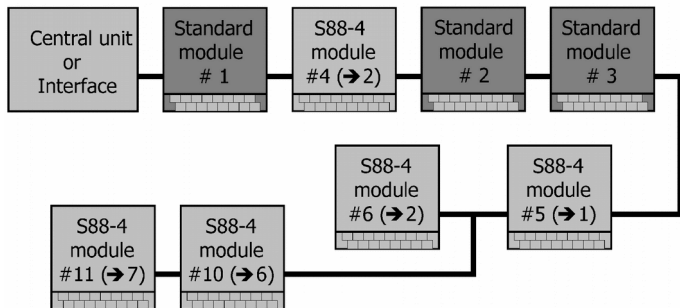 Central unit
or
Interface
Standard
module
# 1
S88-4
module
#4 (➔2)
Standard
module
# 2
Standard
module
# 3
S88-4
module
#6 (➔2)
S88-4
module
#5 (➔1)
S88-4
module
#11 (➔7)
S88-4
module
#10 (➔6)